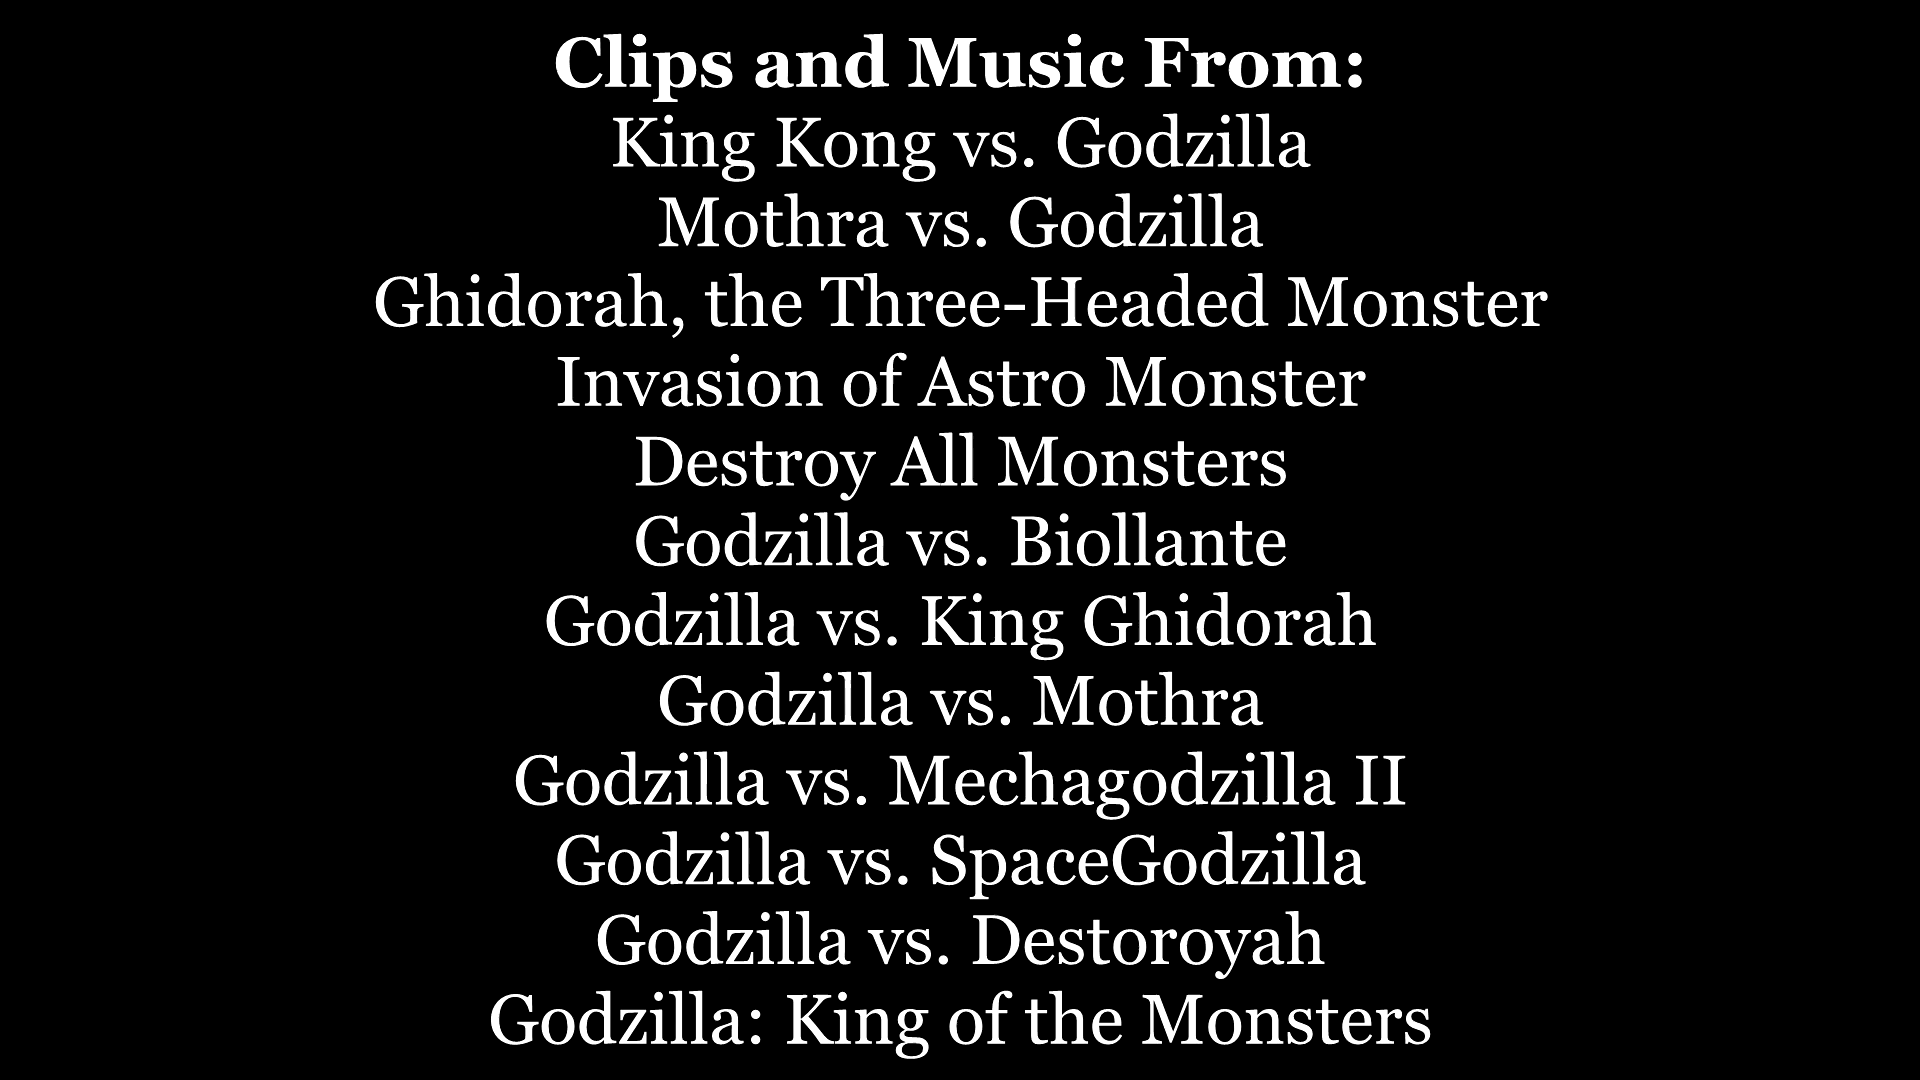 Clips and Music From:
King Kong vs. Godzilla
Mothra vs. Godzilla
Ghidorah, the Three-Headed Monster
Invasion of Astro Monster
Destroy All Monsters
Godzilla vs. Biollante
Godzilla vs. King Ghidorah
Godzilla vs. Mothra
Godzilla vs. Mechagodzilla II
Godzilla vs. SpaceGodzilla
Godzilla vs. Destoroyah
Godzilla: King of the Monsters